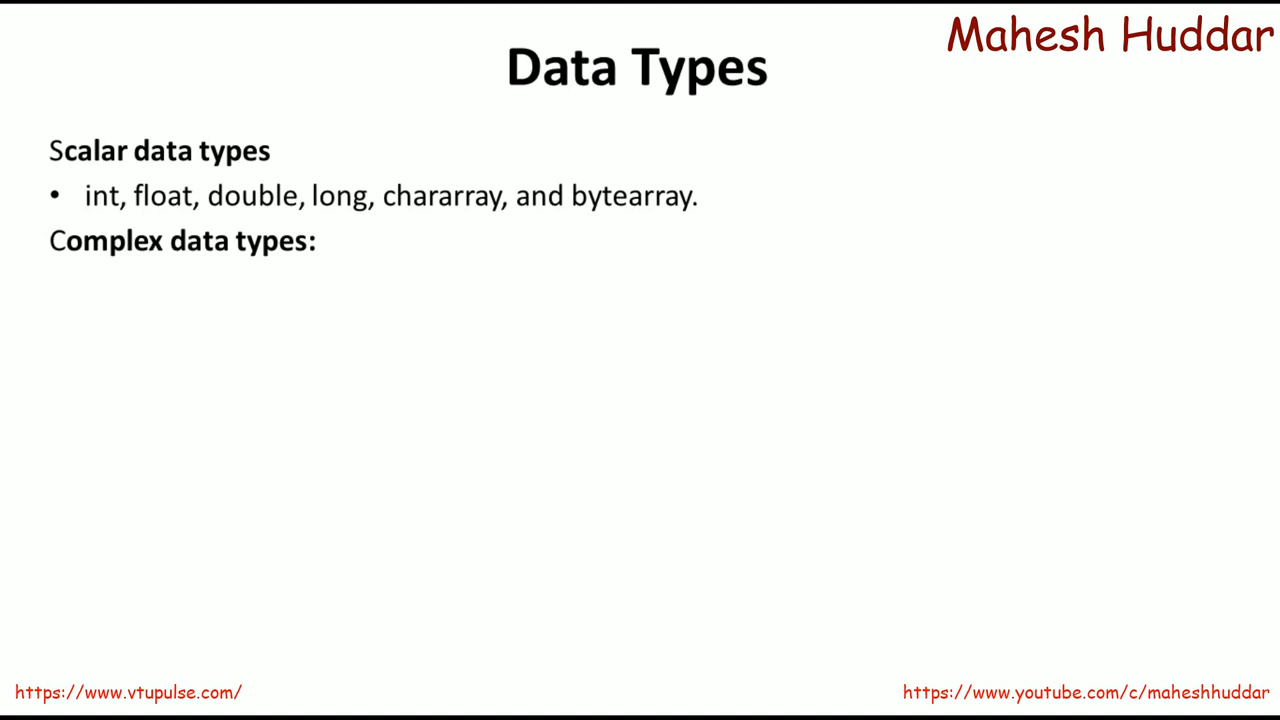 Mahesh Huddar
Data Types
Scalar data types
• int, float, double, long, chararray, and bytearray.
Complex data types:
https://www.vtupulse.com/
https://www.youtube.com/c/maheshhuddar